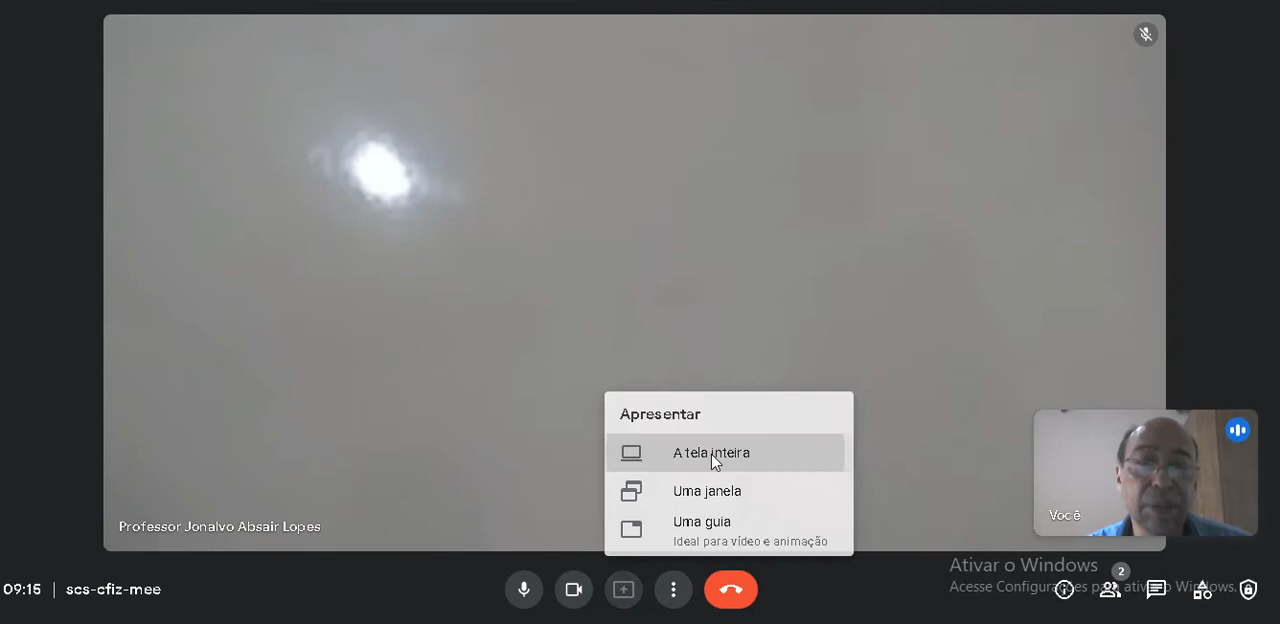 Apresentar
A tela inteira
Uma janela
Uma guia
Ideal para vídeo e animação
Professor Jonalvo Absair Lopes
Você
Ativar o Windows
Acesse Configurações para ativar o Windows.
2
09:15 | scs-cfiz-mee